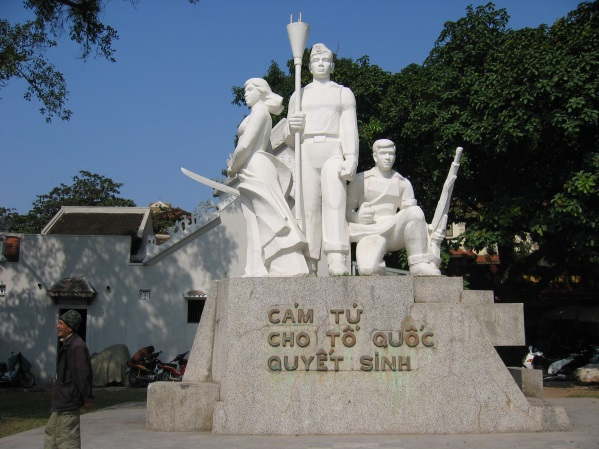 CẢM TỬ
CHO TỔ QUỐC
QUYẾT SINH